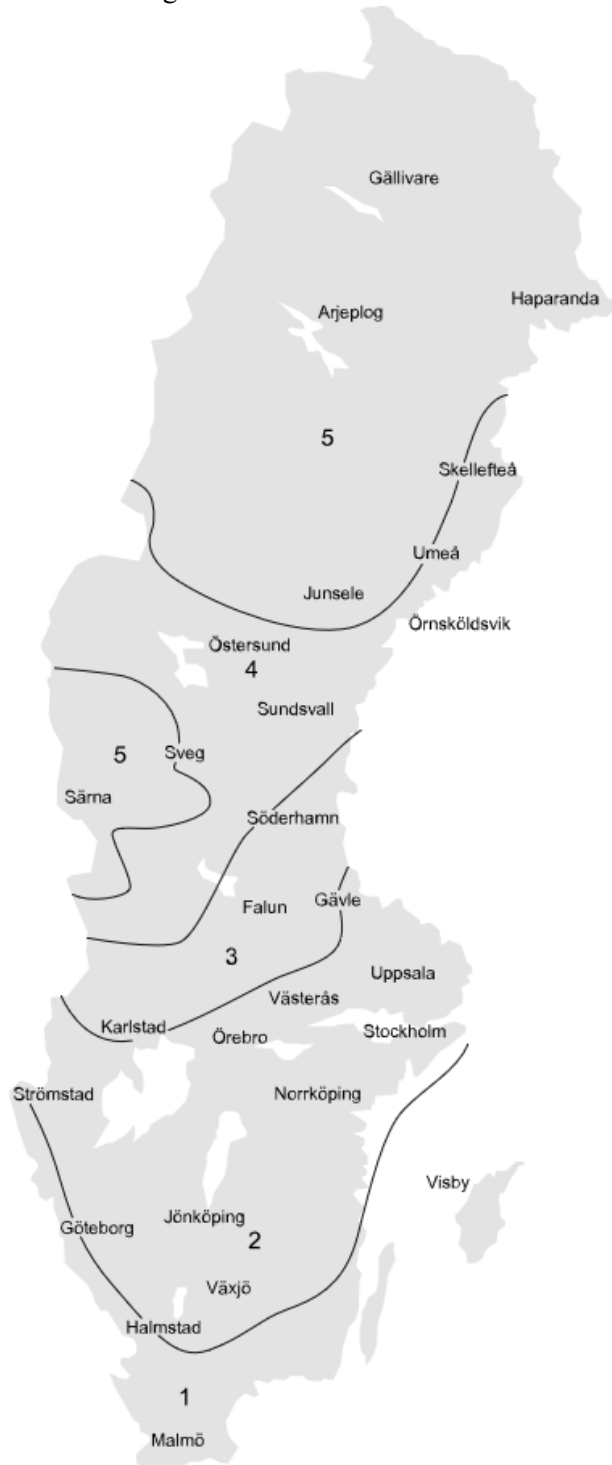 Gällivare
Haparanda
Arjeplog
5
Skellefteå
Umeå
Junsele
Örnsköldsvik
Östersund
4
Sundsvall
Sveg
5
Särna
Söderhamn
Gävle
Falun
3
Uppsala
Västerås
Karlstad
Stockholm
Örebro
Strömstad
Norrköping
Visby
Jönköping
Göteborg
2
Växjö
Halmstad
1
Malmö